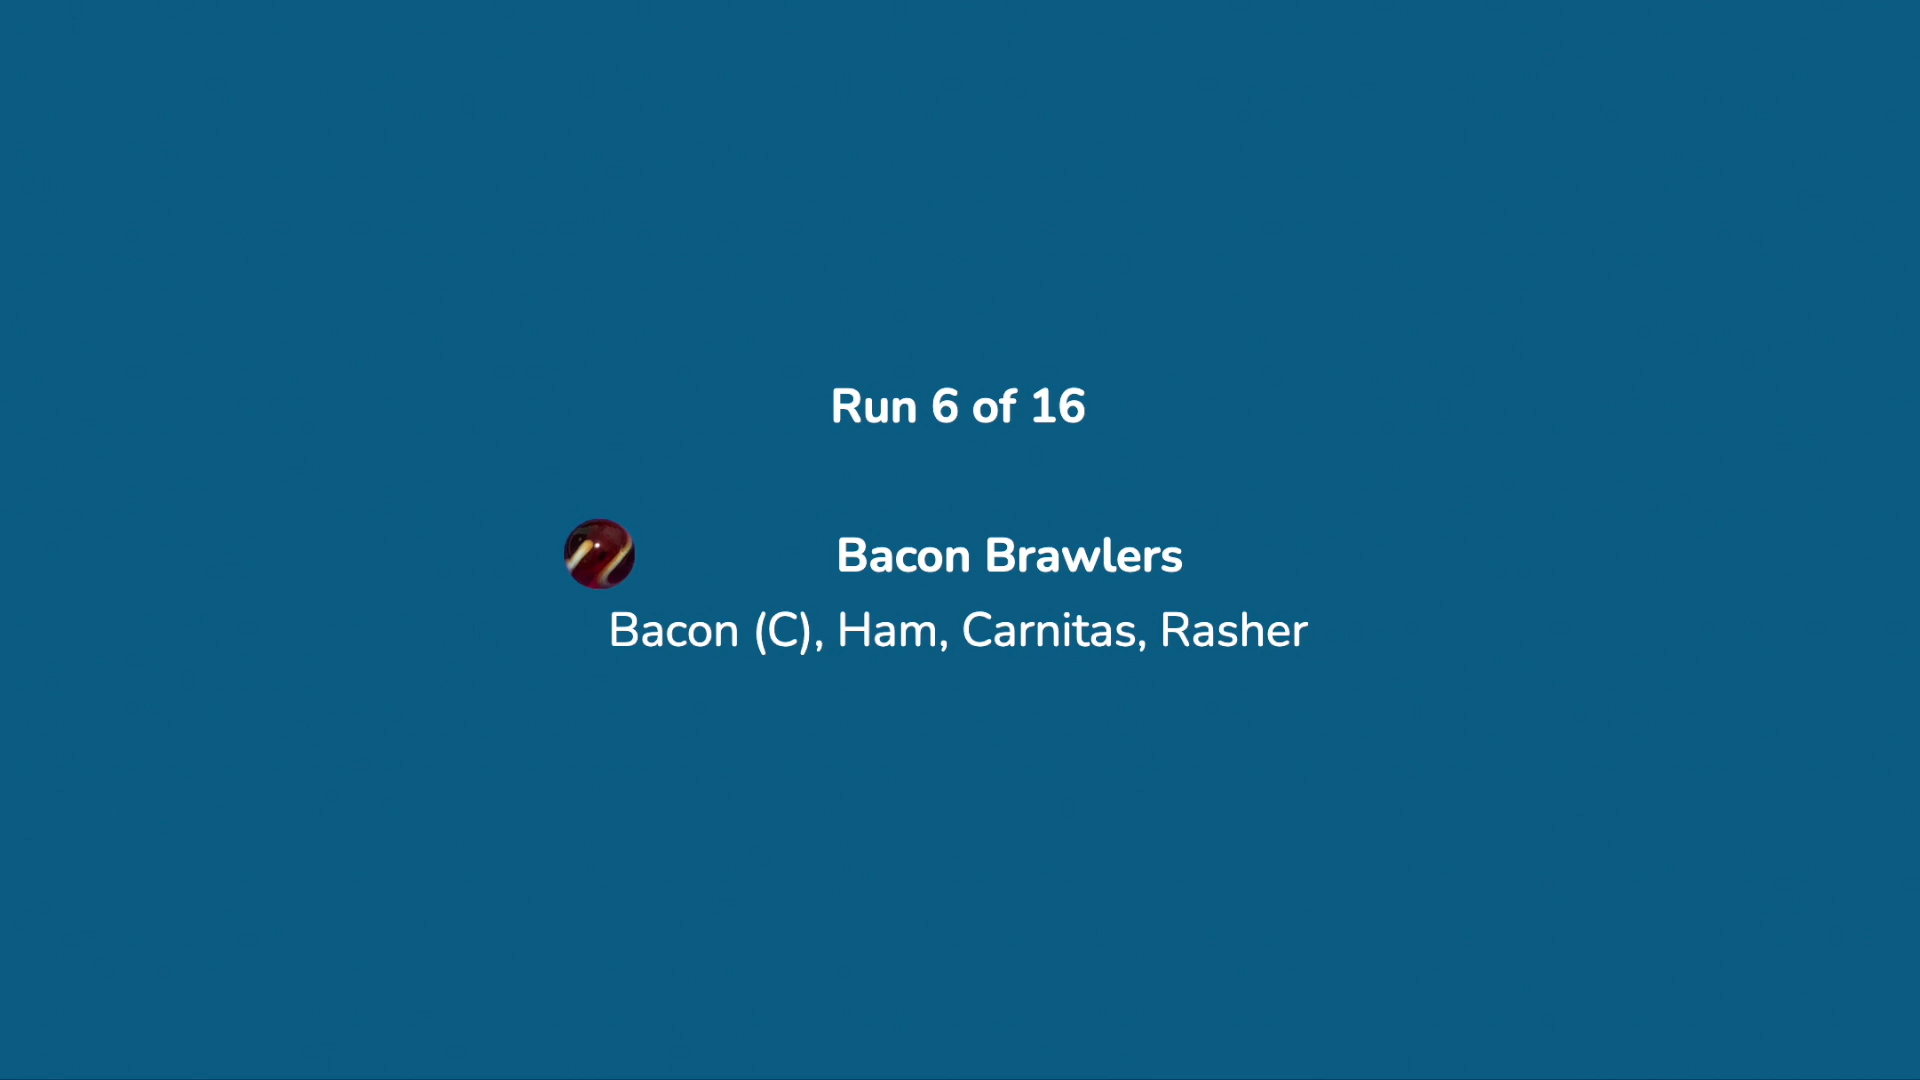 Run 6 of 16
Bacon Brawlers
Bacon (C), Ham, Carnitas, Rasher